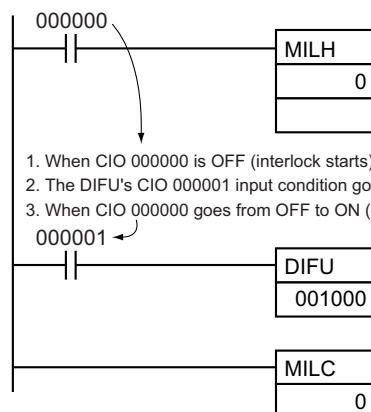 000000
MILH
0
1. When CIO 000000 is OFF (interlock starts)
2. The DIFU's CIO 000001 input condition go
3. When CIO 000000 goes from OFF to ON (
000001
DIFU
001000
MILC
0